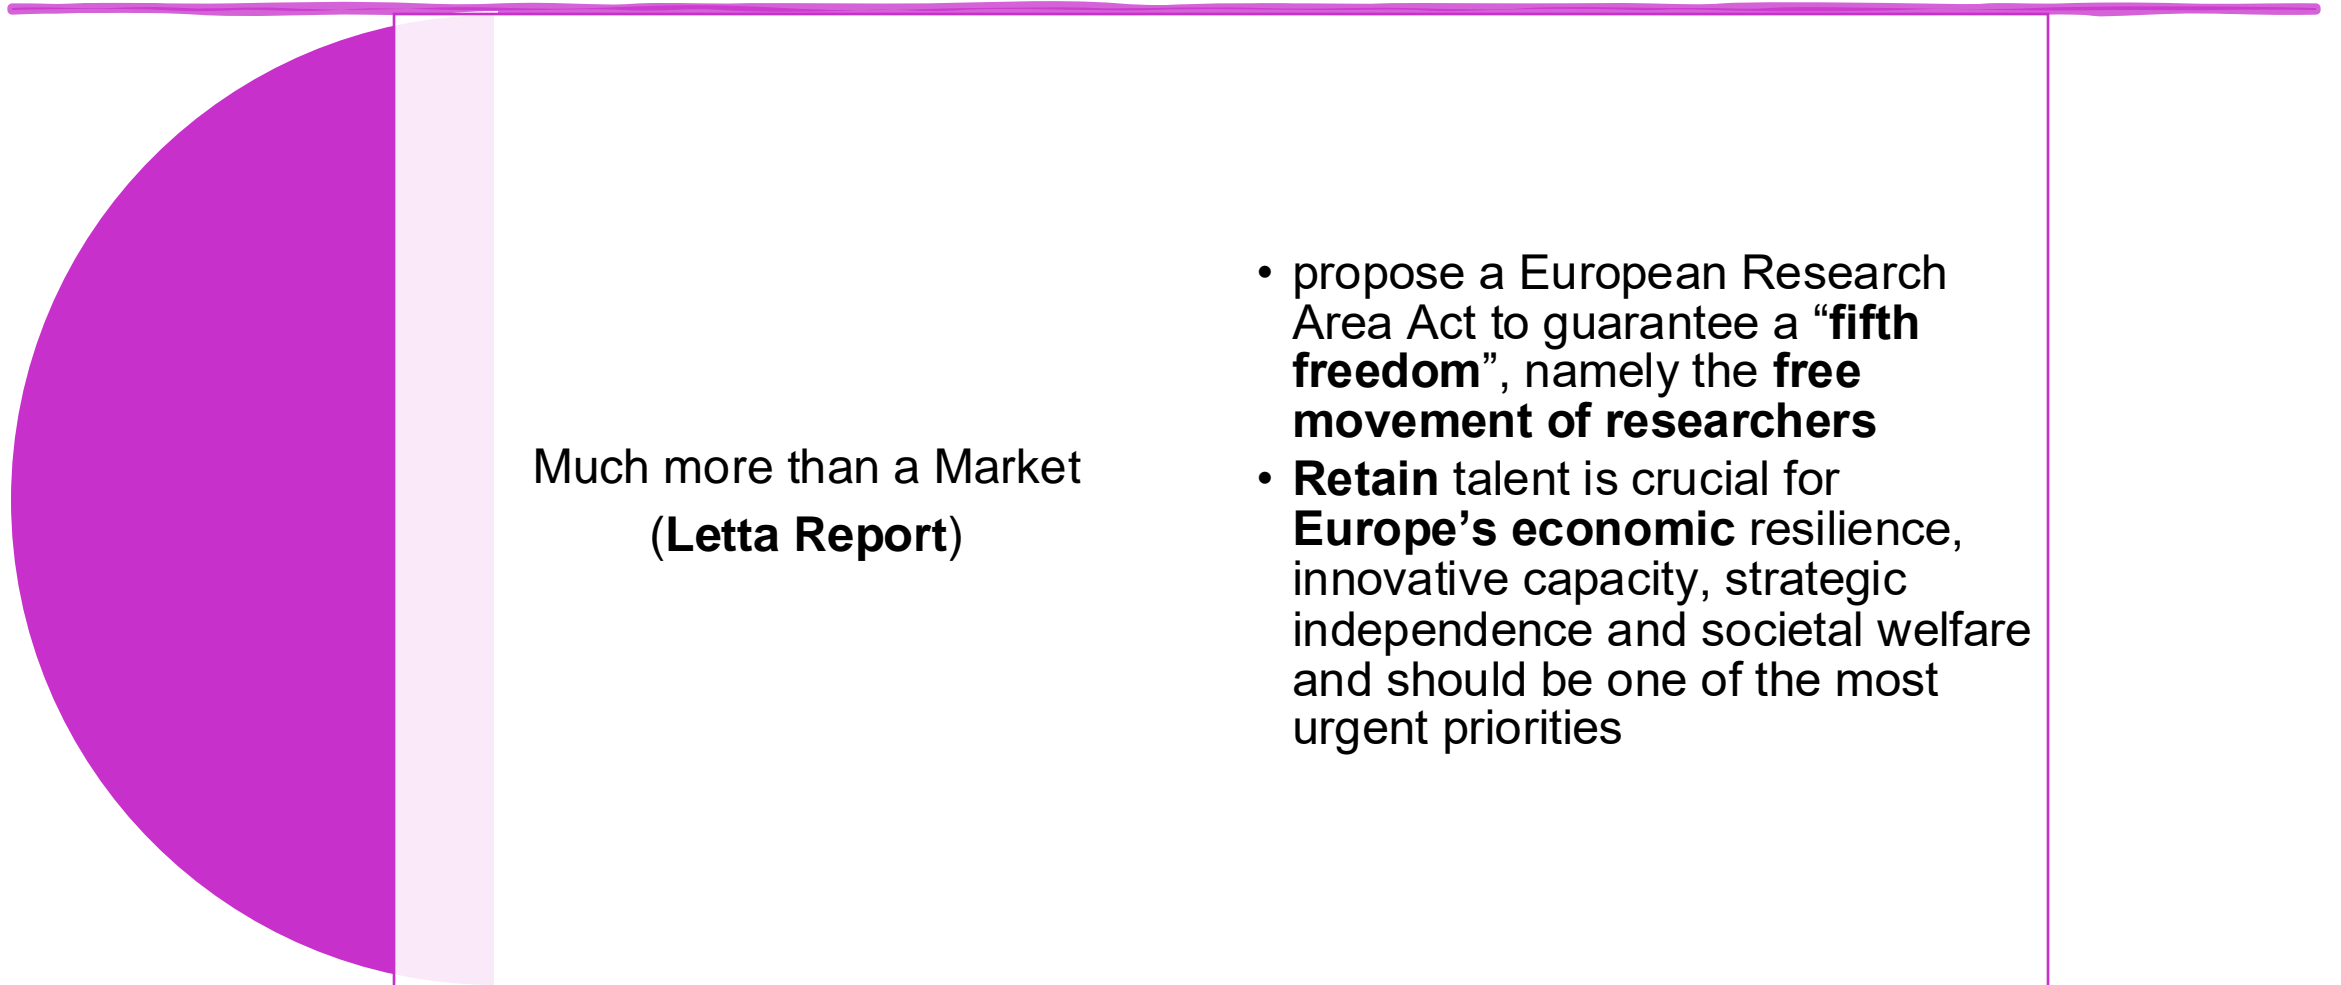 Much more than a Market
(Letta Report)
• propose a European Research
Area Act to guarantee a “fifth
freedom”, namely the free
movement of researchers
• Retain talent is crucial for
Europe’s economic resilience,
innovative capacity, strategic
independence and societal welfare
and should be one of the most
urgent priorities